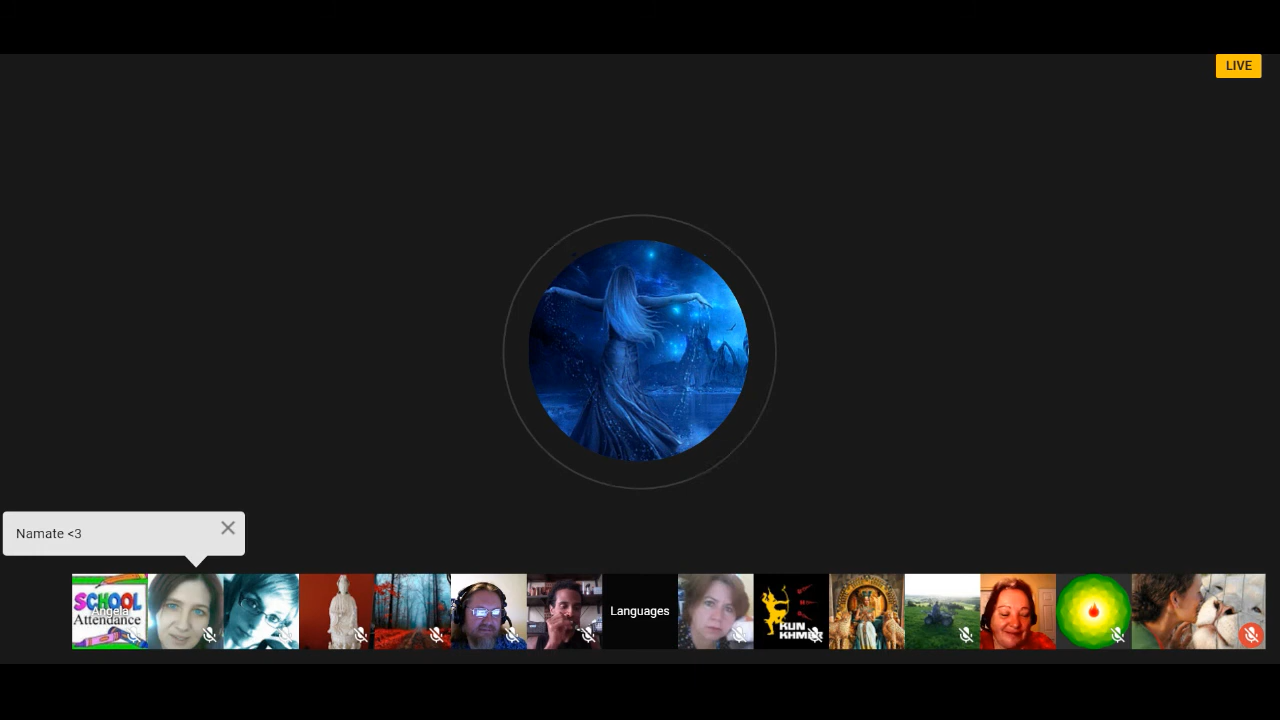 LIVE
Namate <3
SCHOOL
Angela
Attendance
Languages
KUN
KHMER